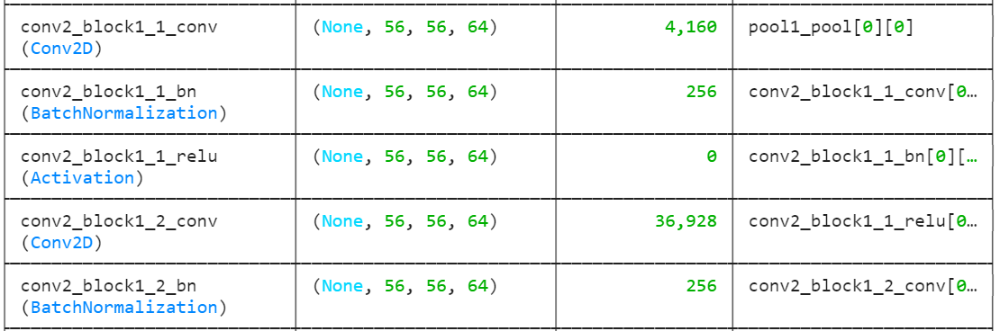 conv2_block1_1_conv (None, 56, 56, 64) 4,160 pool1_pool[0][0]
(Conv2D)
conv2_block1_1_bn (None, 56, 56, 64) 256 conv2_block1_1_conv[0…
(BatchNormalization)
conv2_block1_1_relu (None, 56, 56, 64) 0 conv2_block1_1_bn[0][…
(Activation)
conv2_block1_2_conv (None, 56, 56, 64) 36,928 conv2_block1_1_relu[0…
(Conv2D)
conv2_block1_2_bn (None, 56, 56, 64) 256 conv2_block1_2_conv[0…
(BatchNormalization)